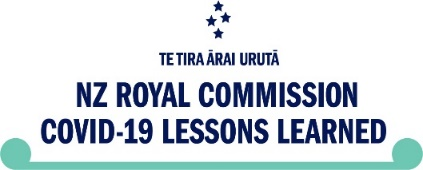 TE TIRA ĀRAI URUTĀ
NZ ROYAL COMMISSION
COVID-19 LESSONS LEARNED